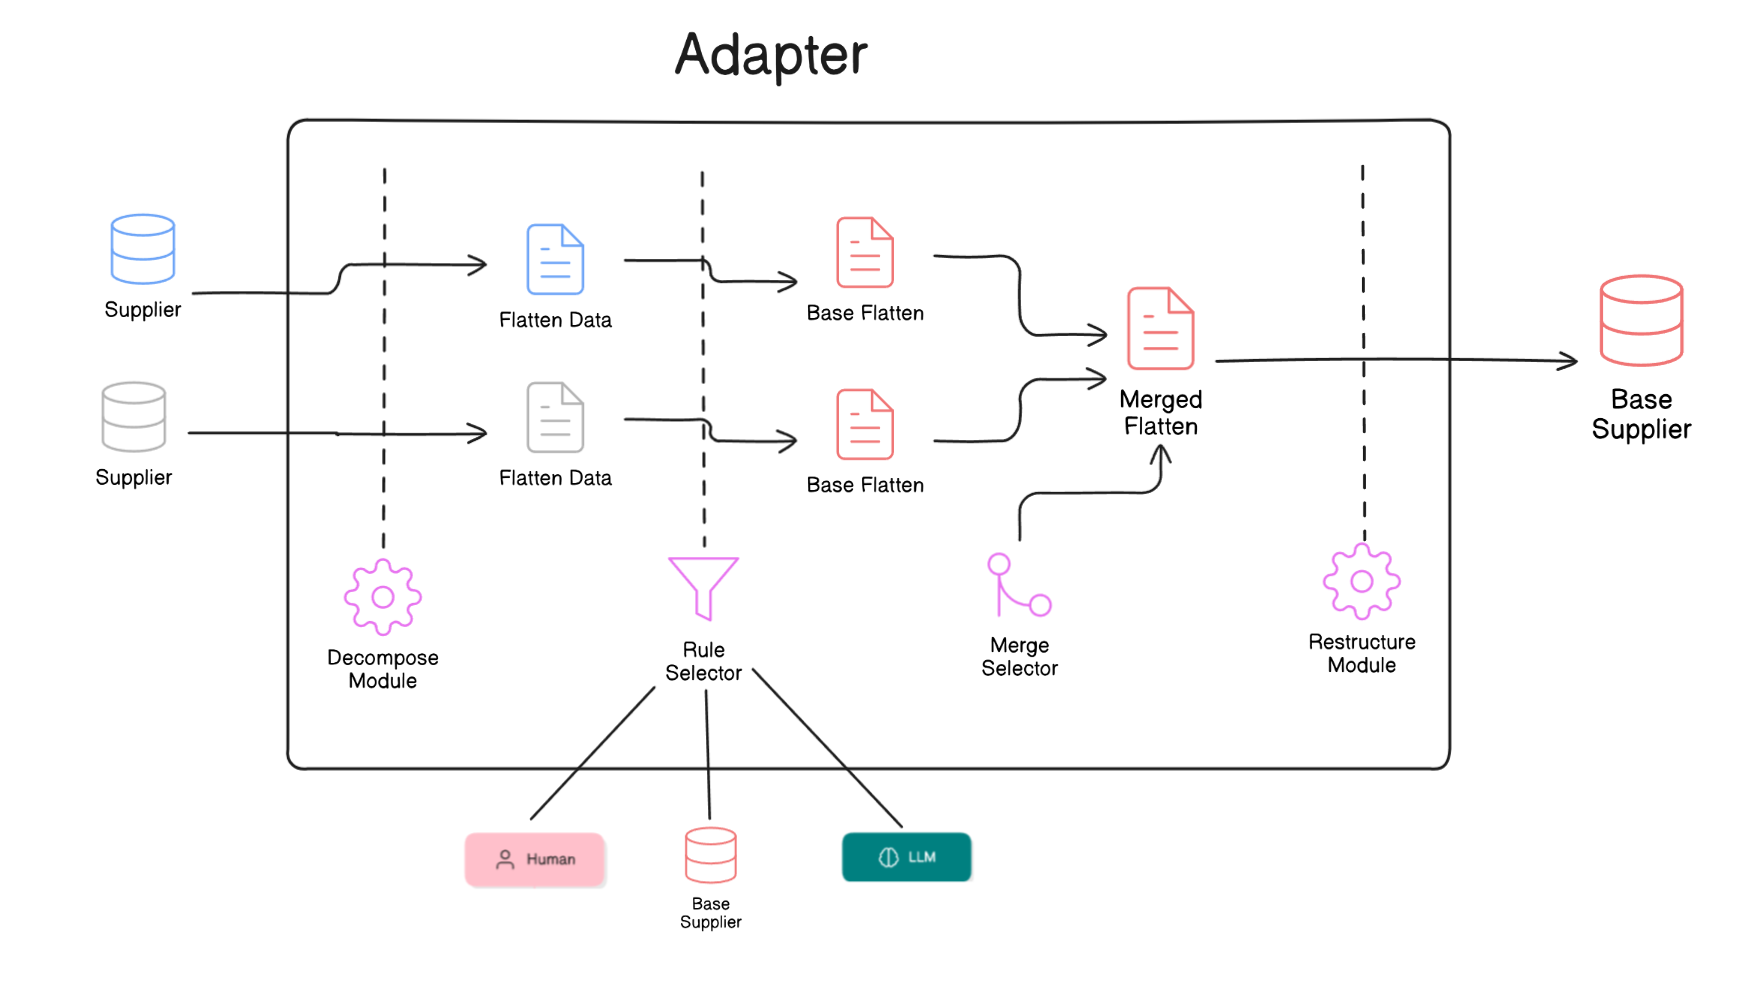 Adapter
Supplier
Flatten Data
Base Flatten
Merged
Flatten
Base
Supplier
Supplier
Flatten Data
Base Flatten
Decompose
Module
Rule
Selector
Merge
Selector
Restructure
Module
Human
Base
Supplier
LLM